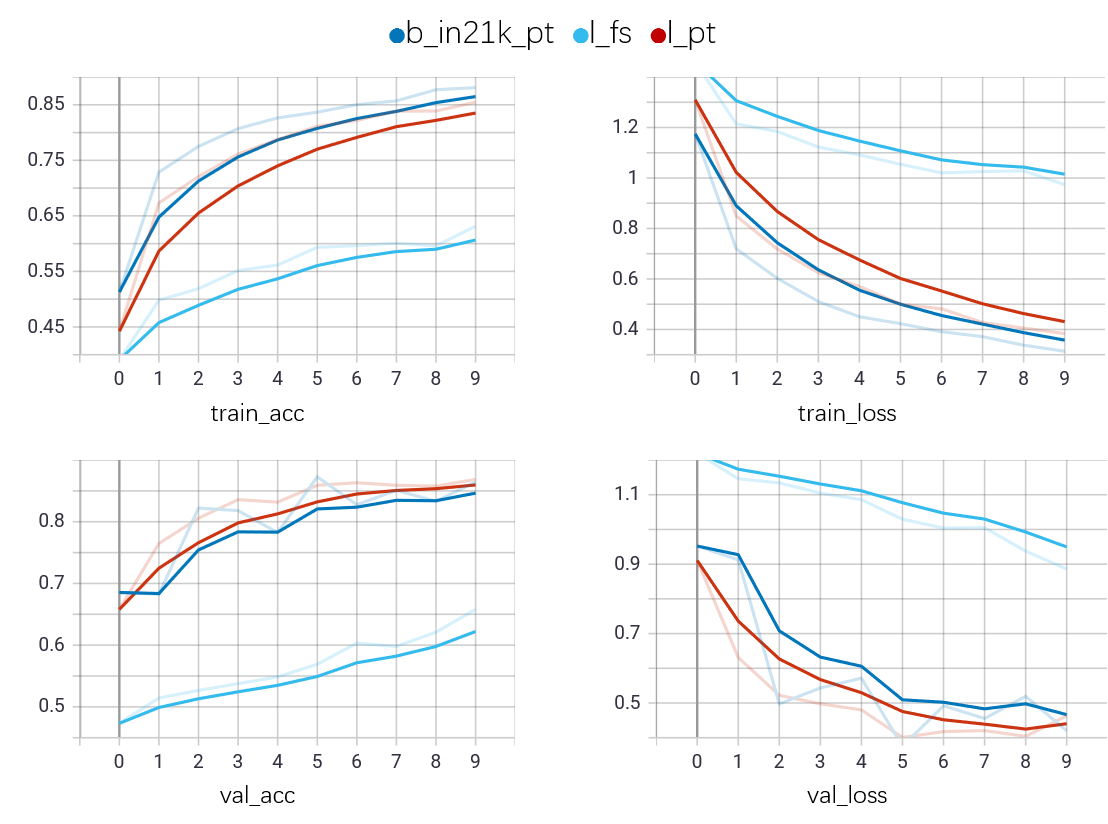 b_in21k_pt l_fs l_pt
0.85
0.75
0.65
0.55
0.45
0 1 2 3 4 5 6 7 8 9
train_acc
1.2
1
0.8
0.6
0.4
0 1 2 3 4 5 6 7 8 9
train_loss
0.8
0.7
0.6
0.5
0 1 2 3 4 5 6 7 8 9
val_acc
1.1
0.9
0.7
0.5
0 1 2 3 4 5 6 7 8 9
val_loss